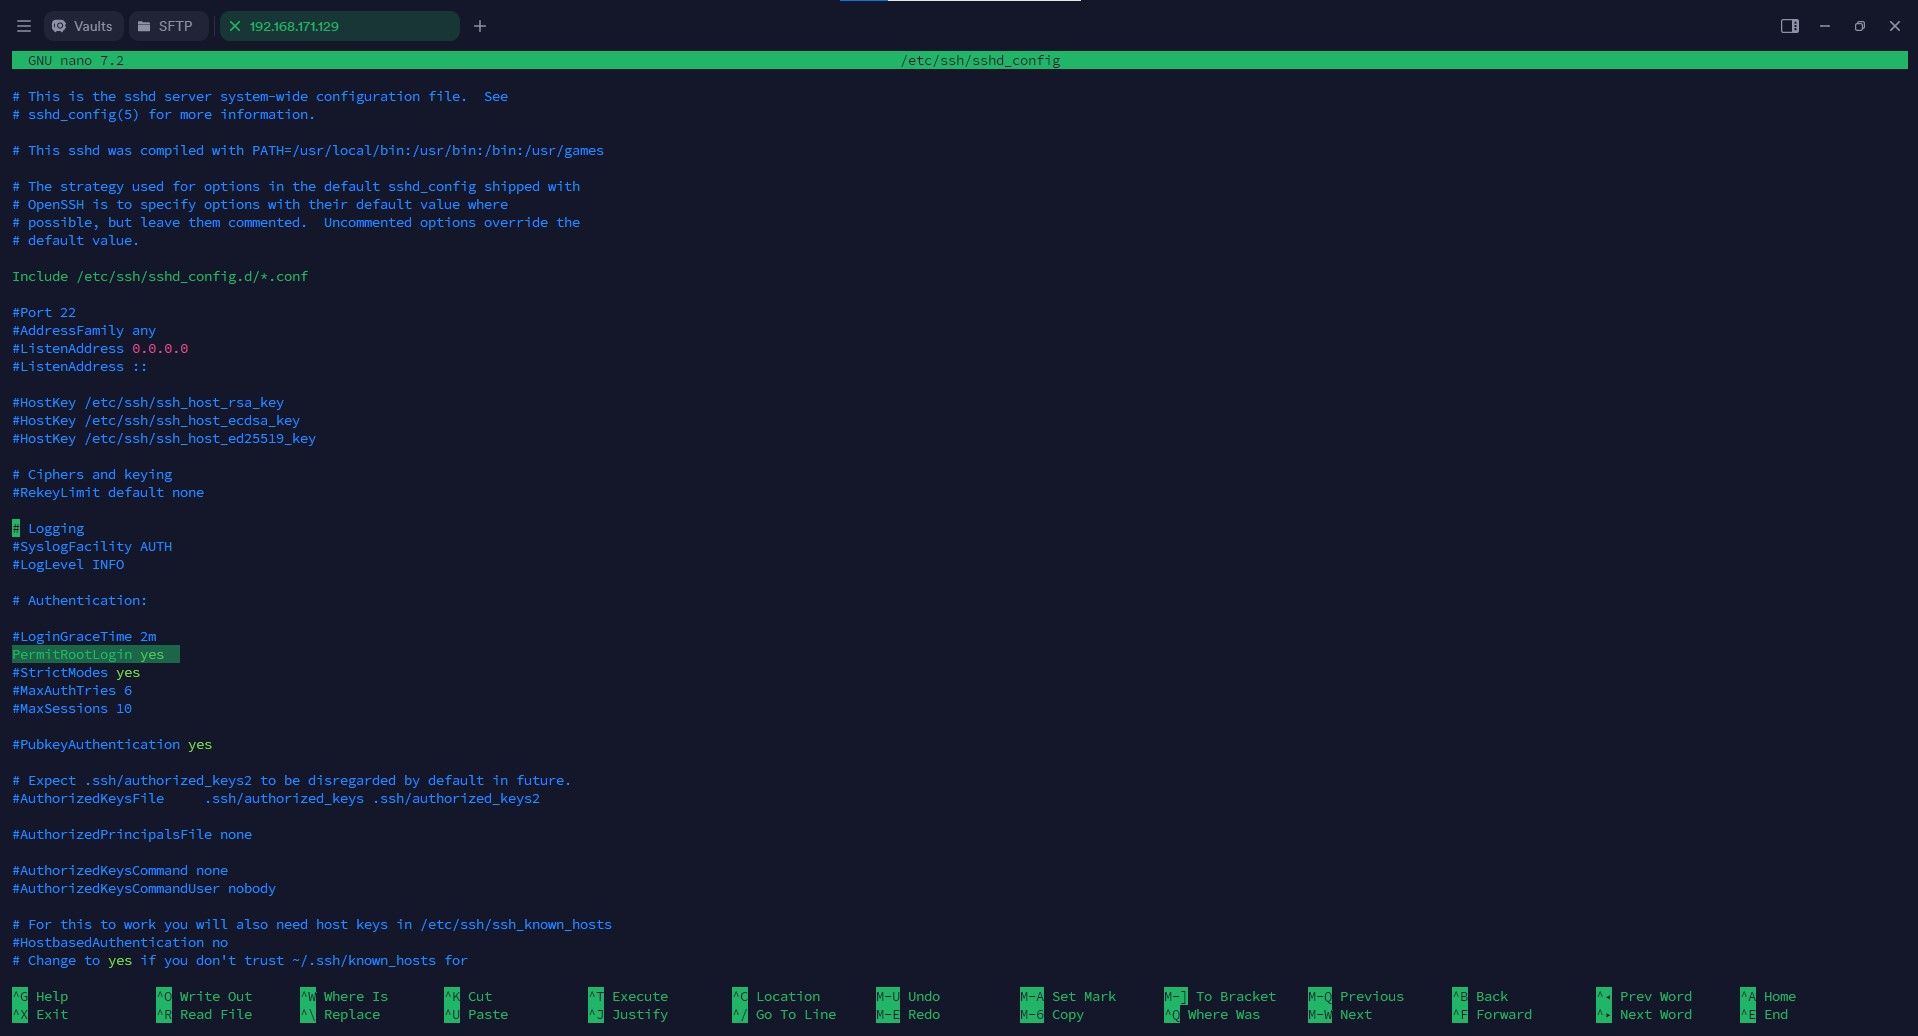 Vaults SFTP 192.168.171.129
GNU nano 7.2 /etc/ssh/sshd_config
# This is the sshd server system-wide configuration file.  See
# sshd_config(5) for more information.
# This sshd was compiled with PATH=/usr/local/bin:/usr/bin:/bin:/usr/games
# The strategy used for options in the default sshd_config shipped with
# OpenSSH is to specify options with their default value where
# possible, but leave them commented.  Uncommented options override the
# default value.
Include /etc/ssh/sshd_config.d/*.conf
#Port 22
#AddressFamily any
#ListenAddress 0.0.0.0
#ListenAddress ::
#HostKey /etc/ssh/ssh_host_rsa_key
#HostKey /etc/ssh/ssh_host_ecdsa_key
#HostKey /etc/ssh/ssh_host_ed25519_key
# Ciphers and keying
#RekeyLimit default none
# Logging
#SyslogFacility AUTH
#LogLevel INFO
# Authentication:
#LoginGraceTime 2m
PermitRootLogin yes
#StrictModes yes
#MaxAuthTries 6
#MaxSessions 10
#PubkeyAuthentication yes
# Expect .ssh/authorized_keys2 to be disregarded by default in future.
#AuthorizedKeysFile     .ssh/authorized_keys .ssh/authorized_keys2
#AuthorizedPrincipalsFile none
#AuthorizedKeysCommand none
#AuthorizedKeysCommandUser nobody
# For this to work you will also need host keys in /etc/ssh/ssh_known_hosts
#HostbasedAuthentication no
# Change to yes if you don't trust ~/.ssh/known_hosts for
^G Help ^O Write Out ^W Where Is ^K Cut ^T Execute ^C Location M-U Undo M-A Set Mark M-] To Bracket M-Q Previous ^B Back ^◂ Prev Word ^A Home
^X Exit ^R Read File ^\ Replace ^U Paste ^J Justify ^/ Go To Line M-E Redo M-6 Copy ^Q Where Was M-W Next ^F Forward ^▸ Next Word ^E End